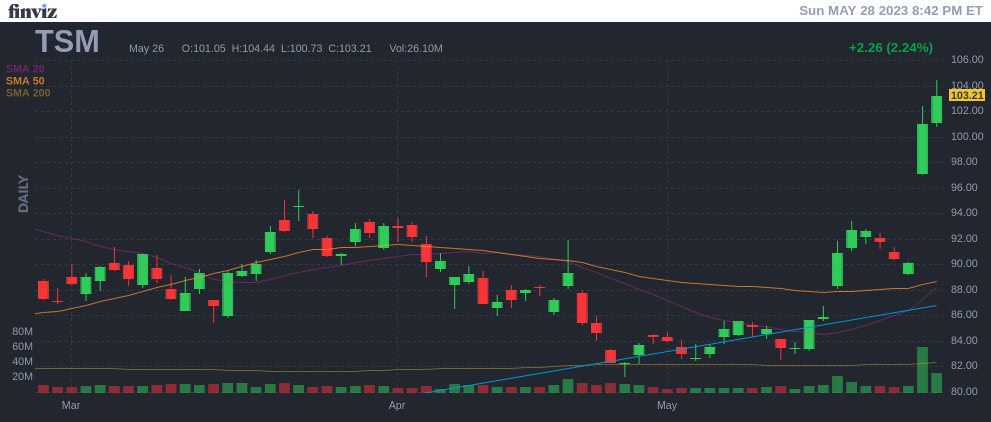 finviz
Sun MAY 28 2023 8:42 PM ET
TSM May 26 O:101.05 H:104.44 L:100.73 C:103.21 Vol:26.10M +2.26 (2.24%)
SMA 20
SMA 50
SMA 200
DAILY
106.00
104.00
103.21
102.00
100.00
98.00
96.00
94.00
92.00
90.00
88.00
86.00
84.00
82.00
80.00
80M
60M
40M
20M
Mar Apr May